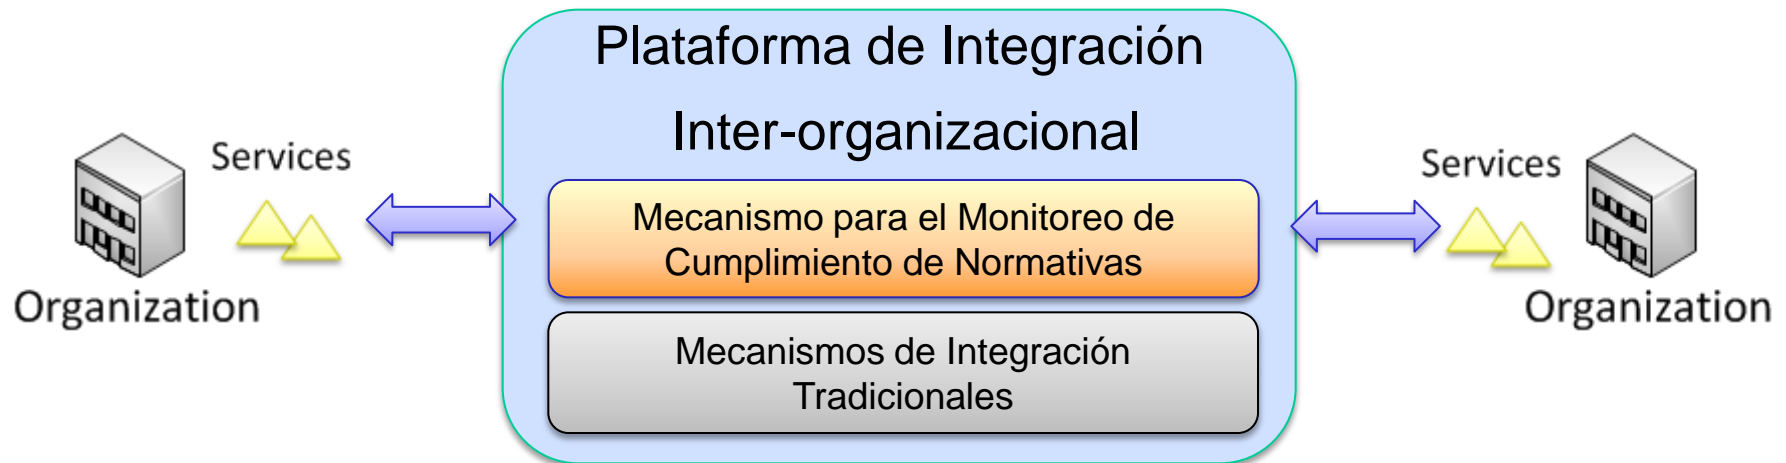 Plataforma de Integración
Inter-organizacional
Services
Organization
Mecanismo para el Monitoreo de
Cumplimiento de Normativas
Mecanismos de Integración
Tradicionales
Services
Organization